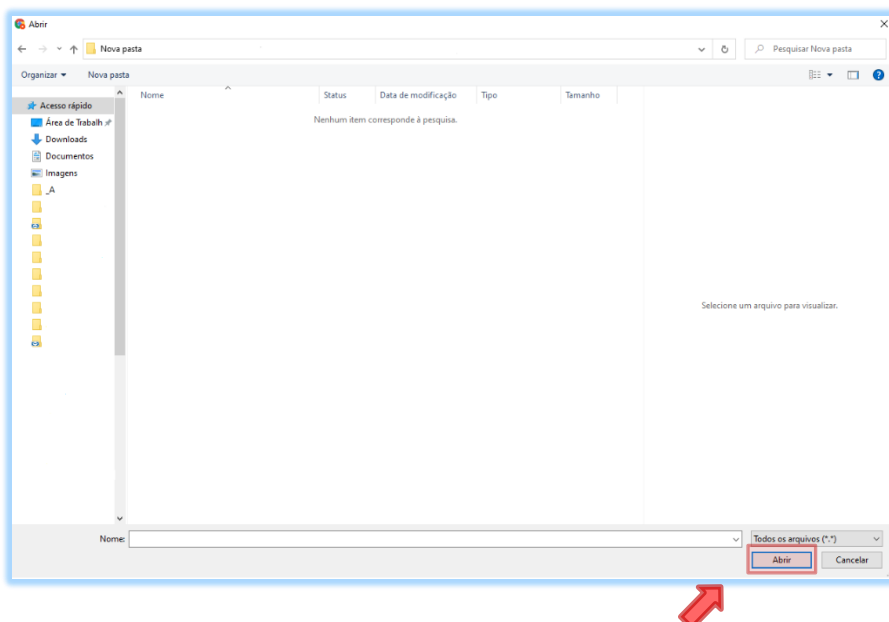 Abrir
Nova pasta
Pesquisar Nova pasta
Organizar
Nova pasta
Nome Status Data de modificação Tipo Tamanho
Nenhum item corresponde à pesquisa.
Acesso rápido
Área de Trabalh
Downloads
Documentos
Imagens
_A
Selecione um arquivo para visualizar.
Nome:
Todos os arquivos (*.*)
Abrir Cancelar